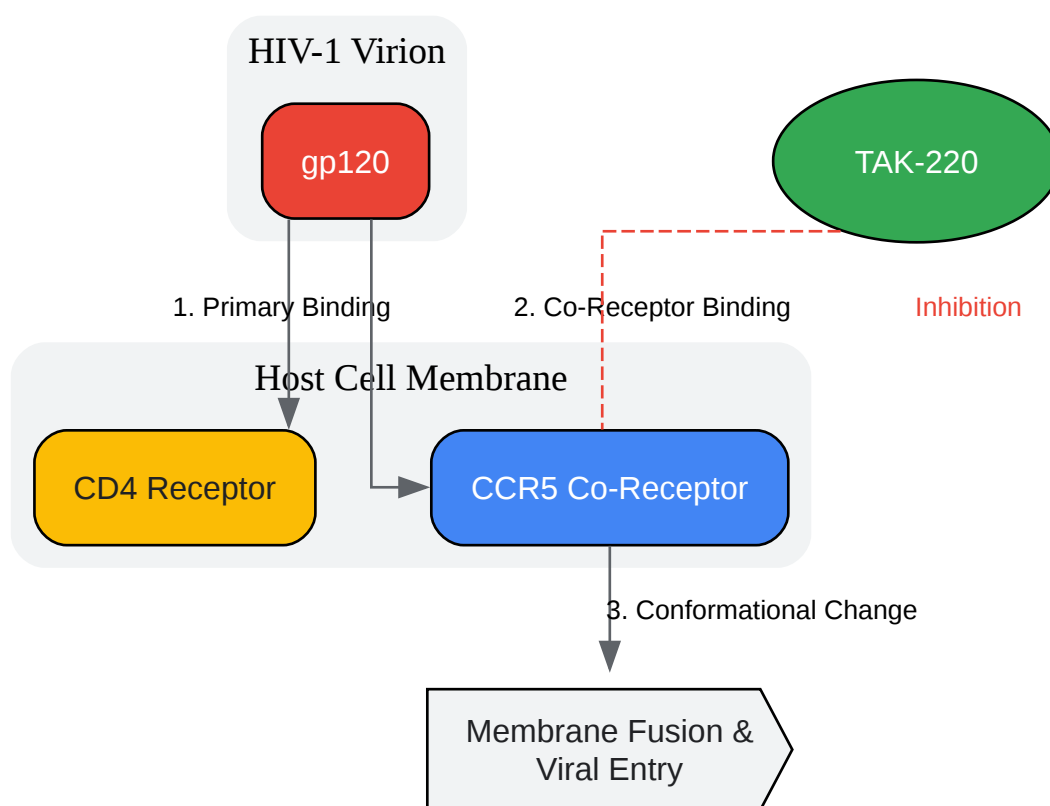 HIV-1 Virion
gp120
TAK-220
1. Primary Binding
2. Co-Receptor Binding
Inhibition
Host Cell Membrane
CD4 Receptor
CCR5 Co-Receptor
3. Conformational Change
Membrane Fusion &
Viral Entry